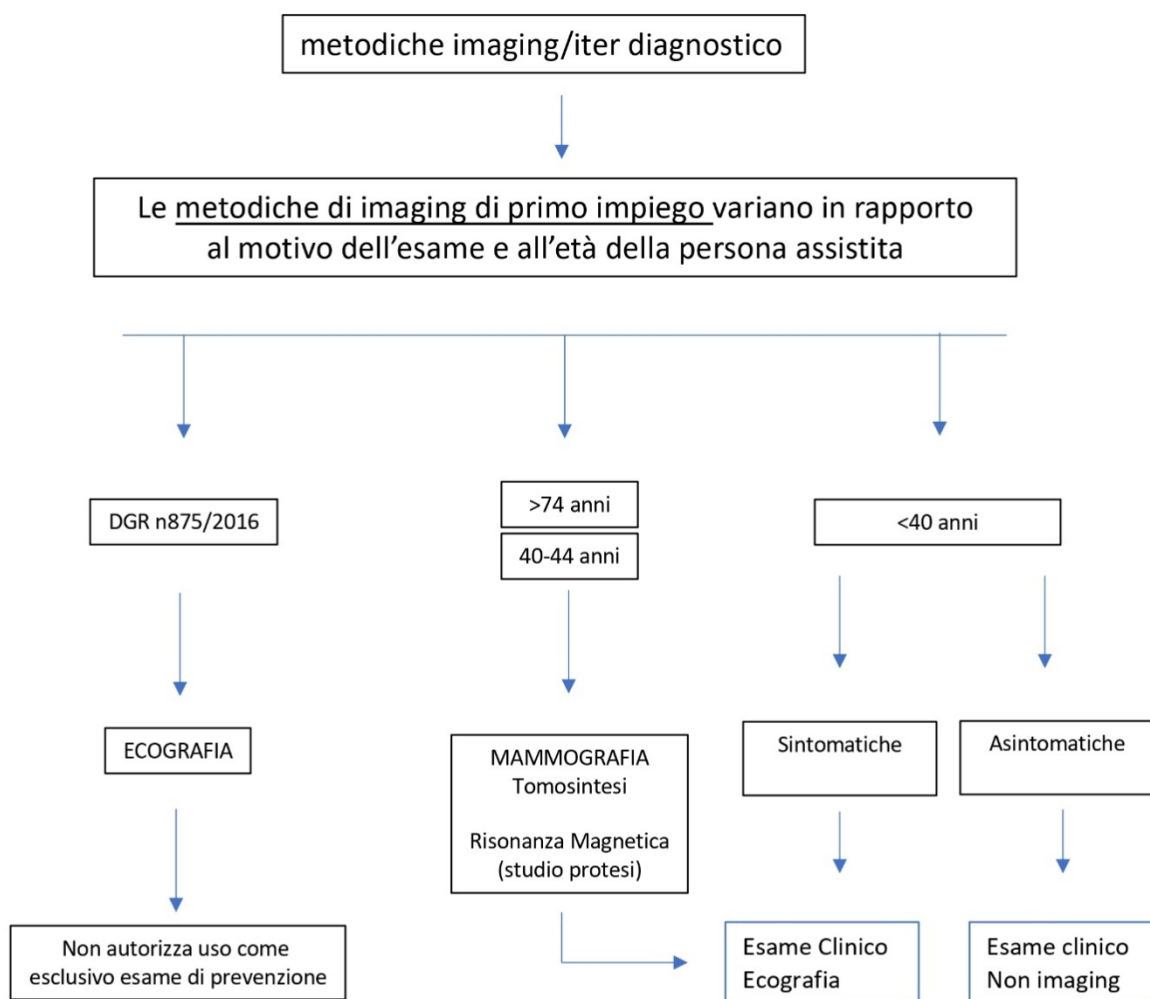 metodiche imaging/iter diagnostico
Le metodiche di imaging di primo impiego variano in rapporto
al motivo dell’esame e all’età della persona assistita
DGR n875/2016
>74 anni
40-44 anni
<40 anni
ECOGRAFIA
MAMMOGRAFIA
Tomosintesi
Risonanza Magnetica
(studio protesi)
Sintomatiche
Asintomatiche
Non autorizza uso come
esclusivo esame di prevenzione
Esame Clinico
Ecografia
Esame clinico
Non imaging